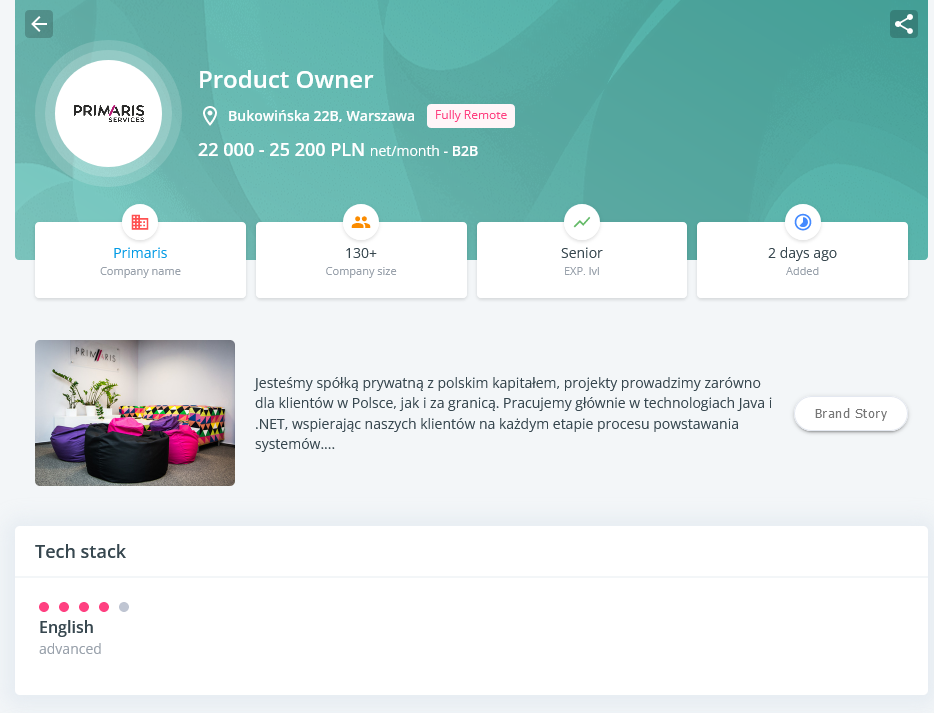 Product Owner
PRIMARIS
SERVICES
Bukowińska 22B, Warszawa Fully Remote
22 000 - 25 200 PLN net/month - B2B
Primaris
Company name
130+
Company size
Senior
EXP. lvl
2 days ago
Added
PRIMARIS
Jesteśmy spółką prywatną z polskim kapitałem, projekty prowadzimy zarówno
dla klientów w Polsce, jak i za granicą. Pracujemy głównie w technologiach Java i
.NET, wspierając naszych klientów na każdym etapie procesu powstawania
systemów....
Brand Story
Tech stack
English
advanced